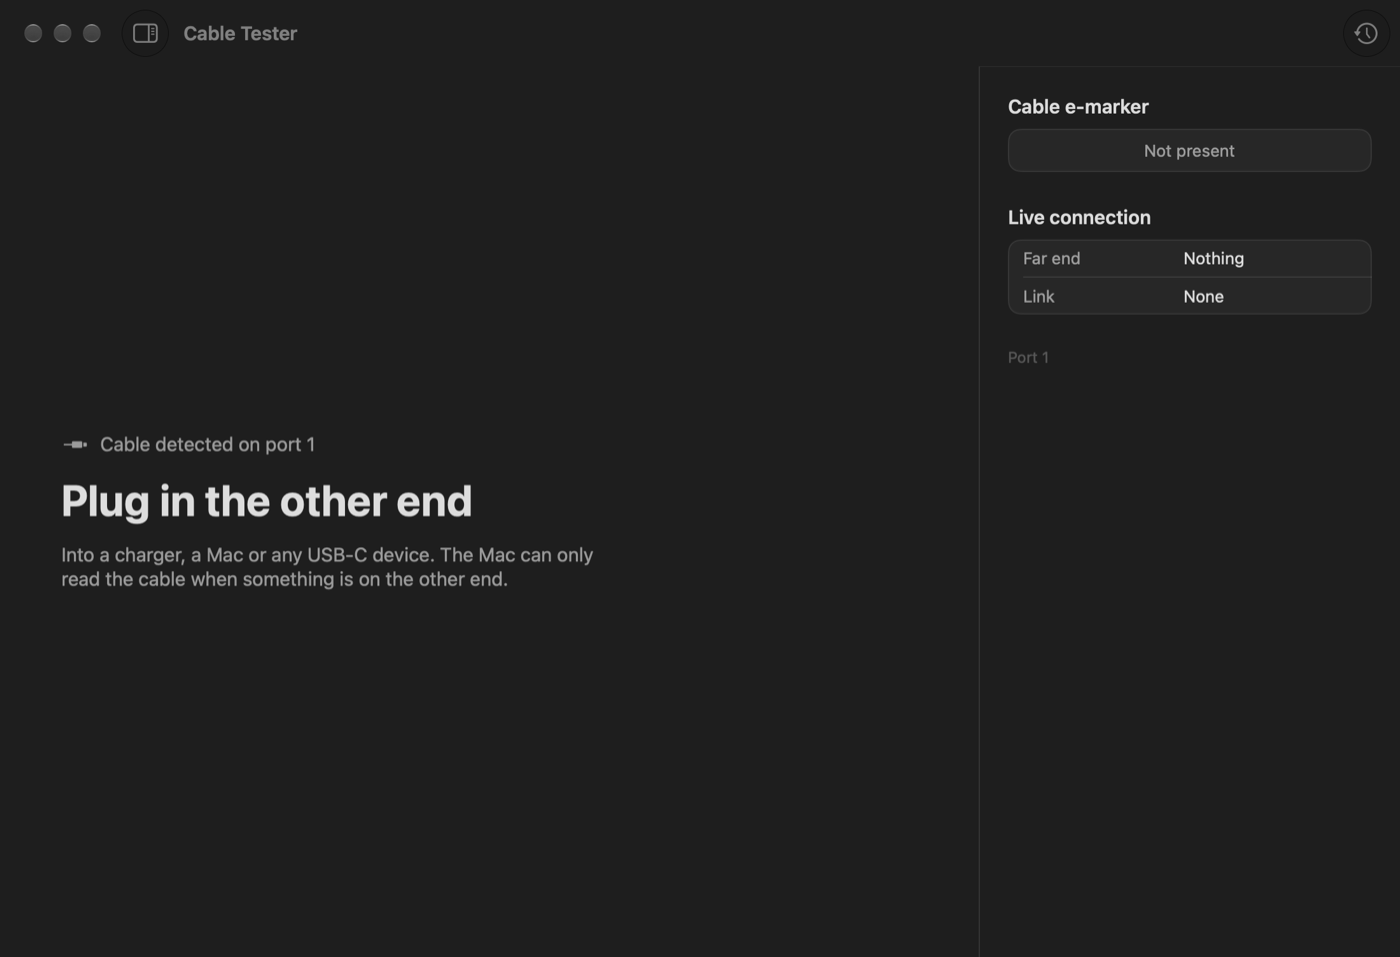 Cable Tester
Cable detected on port 1
Plug in the other end
Into a charger, a Mac or any USB-C device. The Mac can only
read the cable when something is on the other end.
Cable e-marker
Not present
Live connection
Far end Nothing
Link None
Port 1